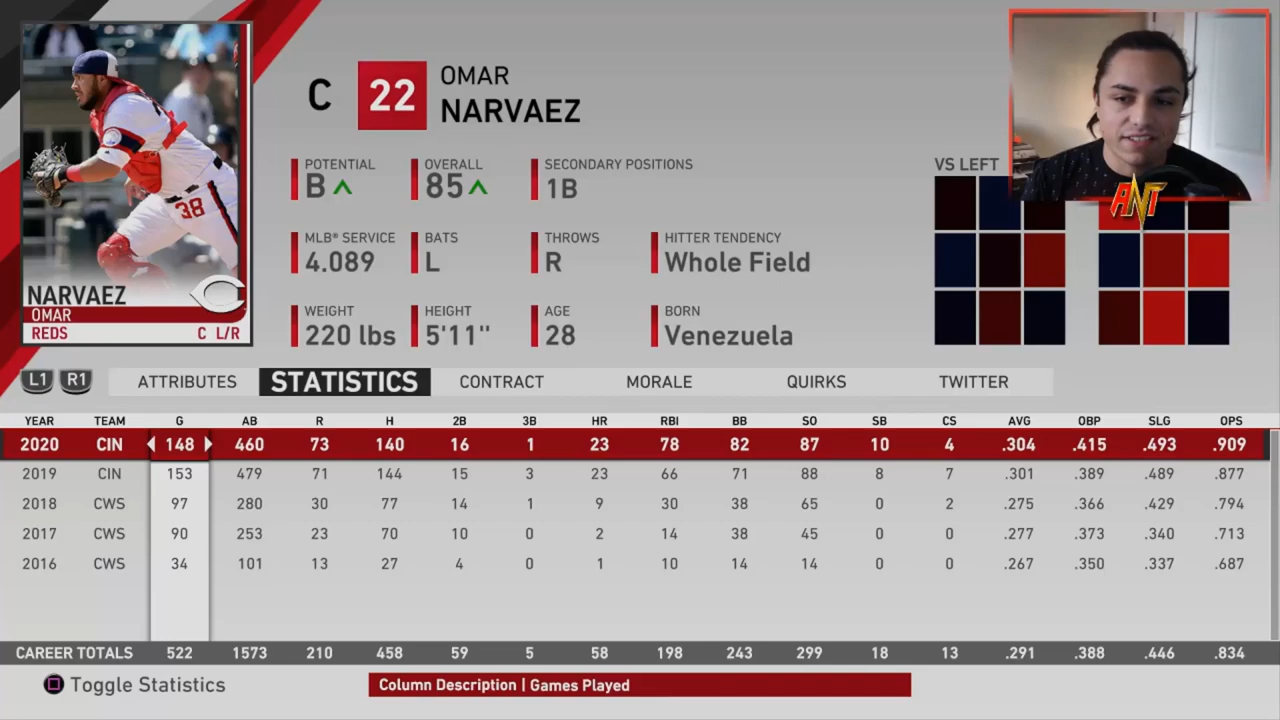 C 22 OMAR
NARVAEZ
POTENTIAL OVERALL SECONDARY POSITIONS
B 85 1B
MLB® SERVICE BATS THROWS HITTER TENDENCY
4.089 L R Whole Field
WEIGHT HEIGHT AGE BORN
220 lbs 5'11" 28 Venezuela
VS LEFT
ANT
38
NARVAEZ
OMAR
REDS C L/R
L1 R1 ATTRIBUTES STATISTICS CONTRACT MORALE QUIRKS TWITTER
YEAR TEAM G AB R H 2B 3B HR RBI BB SO SB CS AVG OBP SLG OPS
2020 CIN 148 460 73 140 16 1 23 78 82 87 10 4 .304 .415 .493 .909
2019 CIN 153 479 71 144 15 3 23 66 71 88 8 7 .301 .389 .489 .877
2018 CWS 97 280 30 77 14 1 9 30 38 65 0 2 .275 .366 .429 .794
2017 CWS 90 253 23 70 10 0 2 14 38 45 0 0 .277 .373 .340 .713
2016 CWS 34 101 13 27 4 0 1 10 14 14 0 0 .267 .350 .337 .687
CAREER TOTALS 522 1573 210 458 59 5 58 198 243 299 18 13 .291 .388 .446 .834
Toggle Statistics Column Description | Games Played